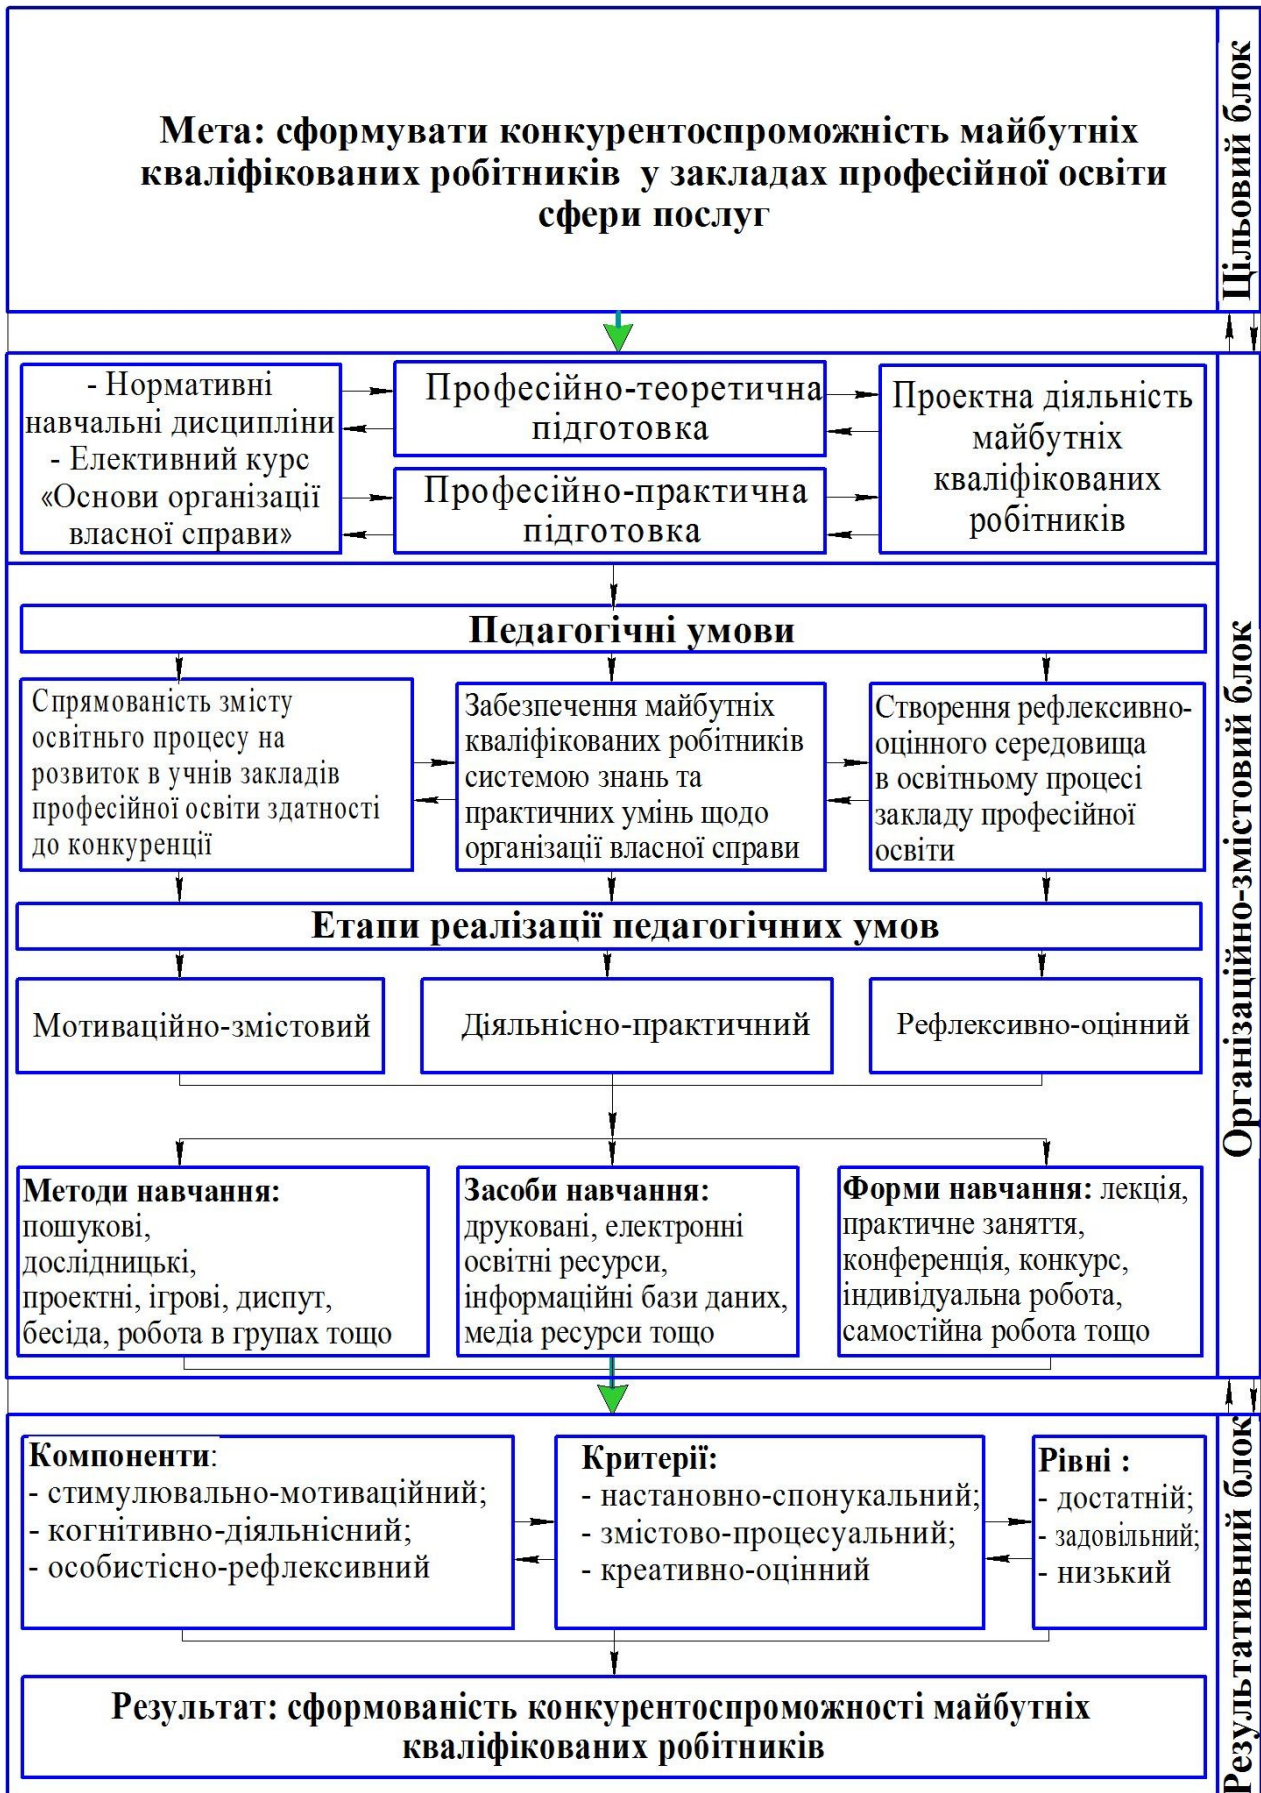 Мета: сформувати конкурентоспроможність майбутніх
кваліфікованих робітників у закладах професійної освіти
сфери послуг
Цільовий блок
- Нормативні
навчальні дисципліни
- Елективний курс
«Основи організації
власної справи»
Професійно-теоретична
підготовка
Професійно-практична
підготовка
Проектна діяльність
майбутніх
кваліфікованих
робітників
Педагогічні умови
Спрямованість змісту
освітньго процесу на
розвиток в учнів закладів
професійної освіти здатності
до конкуренції
Забезпечення майбутніх
кваліфікованих робітників
системою знань та
практичних умінь щодо
організації власної справи
Створення рефлексивно-
оцінного середовища
в освітньому процесі
закладу професійної
освіти
Етапи реалізації педагогічних умов
Мотиваційно-змістовий
Діяльнісно-практичний
Рефлексивно-оцінний
Методи навчання:
пошукові,
дослідницькі,
проектні, ігрові, диспут,
бесіда, робота в групах тощо
Засоби навчання:
друковані, електронні
освітні ресурси,
інформаційні бази даних,
медіа ресурси тощо
Форми навчання: лекція,
практичне заняття,
конференція, конкурс,
індивідуальна робота,
самостійна робота тощо
Організаційно-змістовий блок
Компоненти:
- стимулювально-мотиваційний;
- когнітивно-діяльнісний;
- особистісно-рефлексивний
Критерії:
- настановно-спонукальний;
- змістово-процесуальний;
- креативно-оцінний
Рівні :
- достатній;
- задовільний;
- низький
Результат: сформованість конкурентоспроможності майбутніх
кваліфікованих робітників
Результативний блок